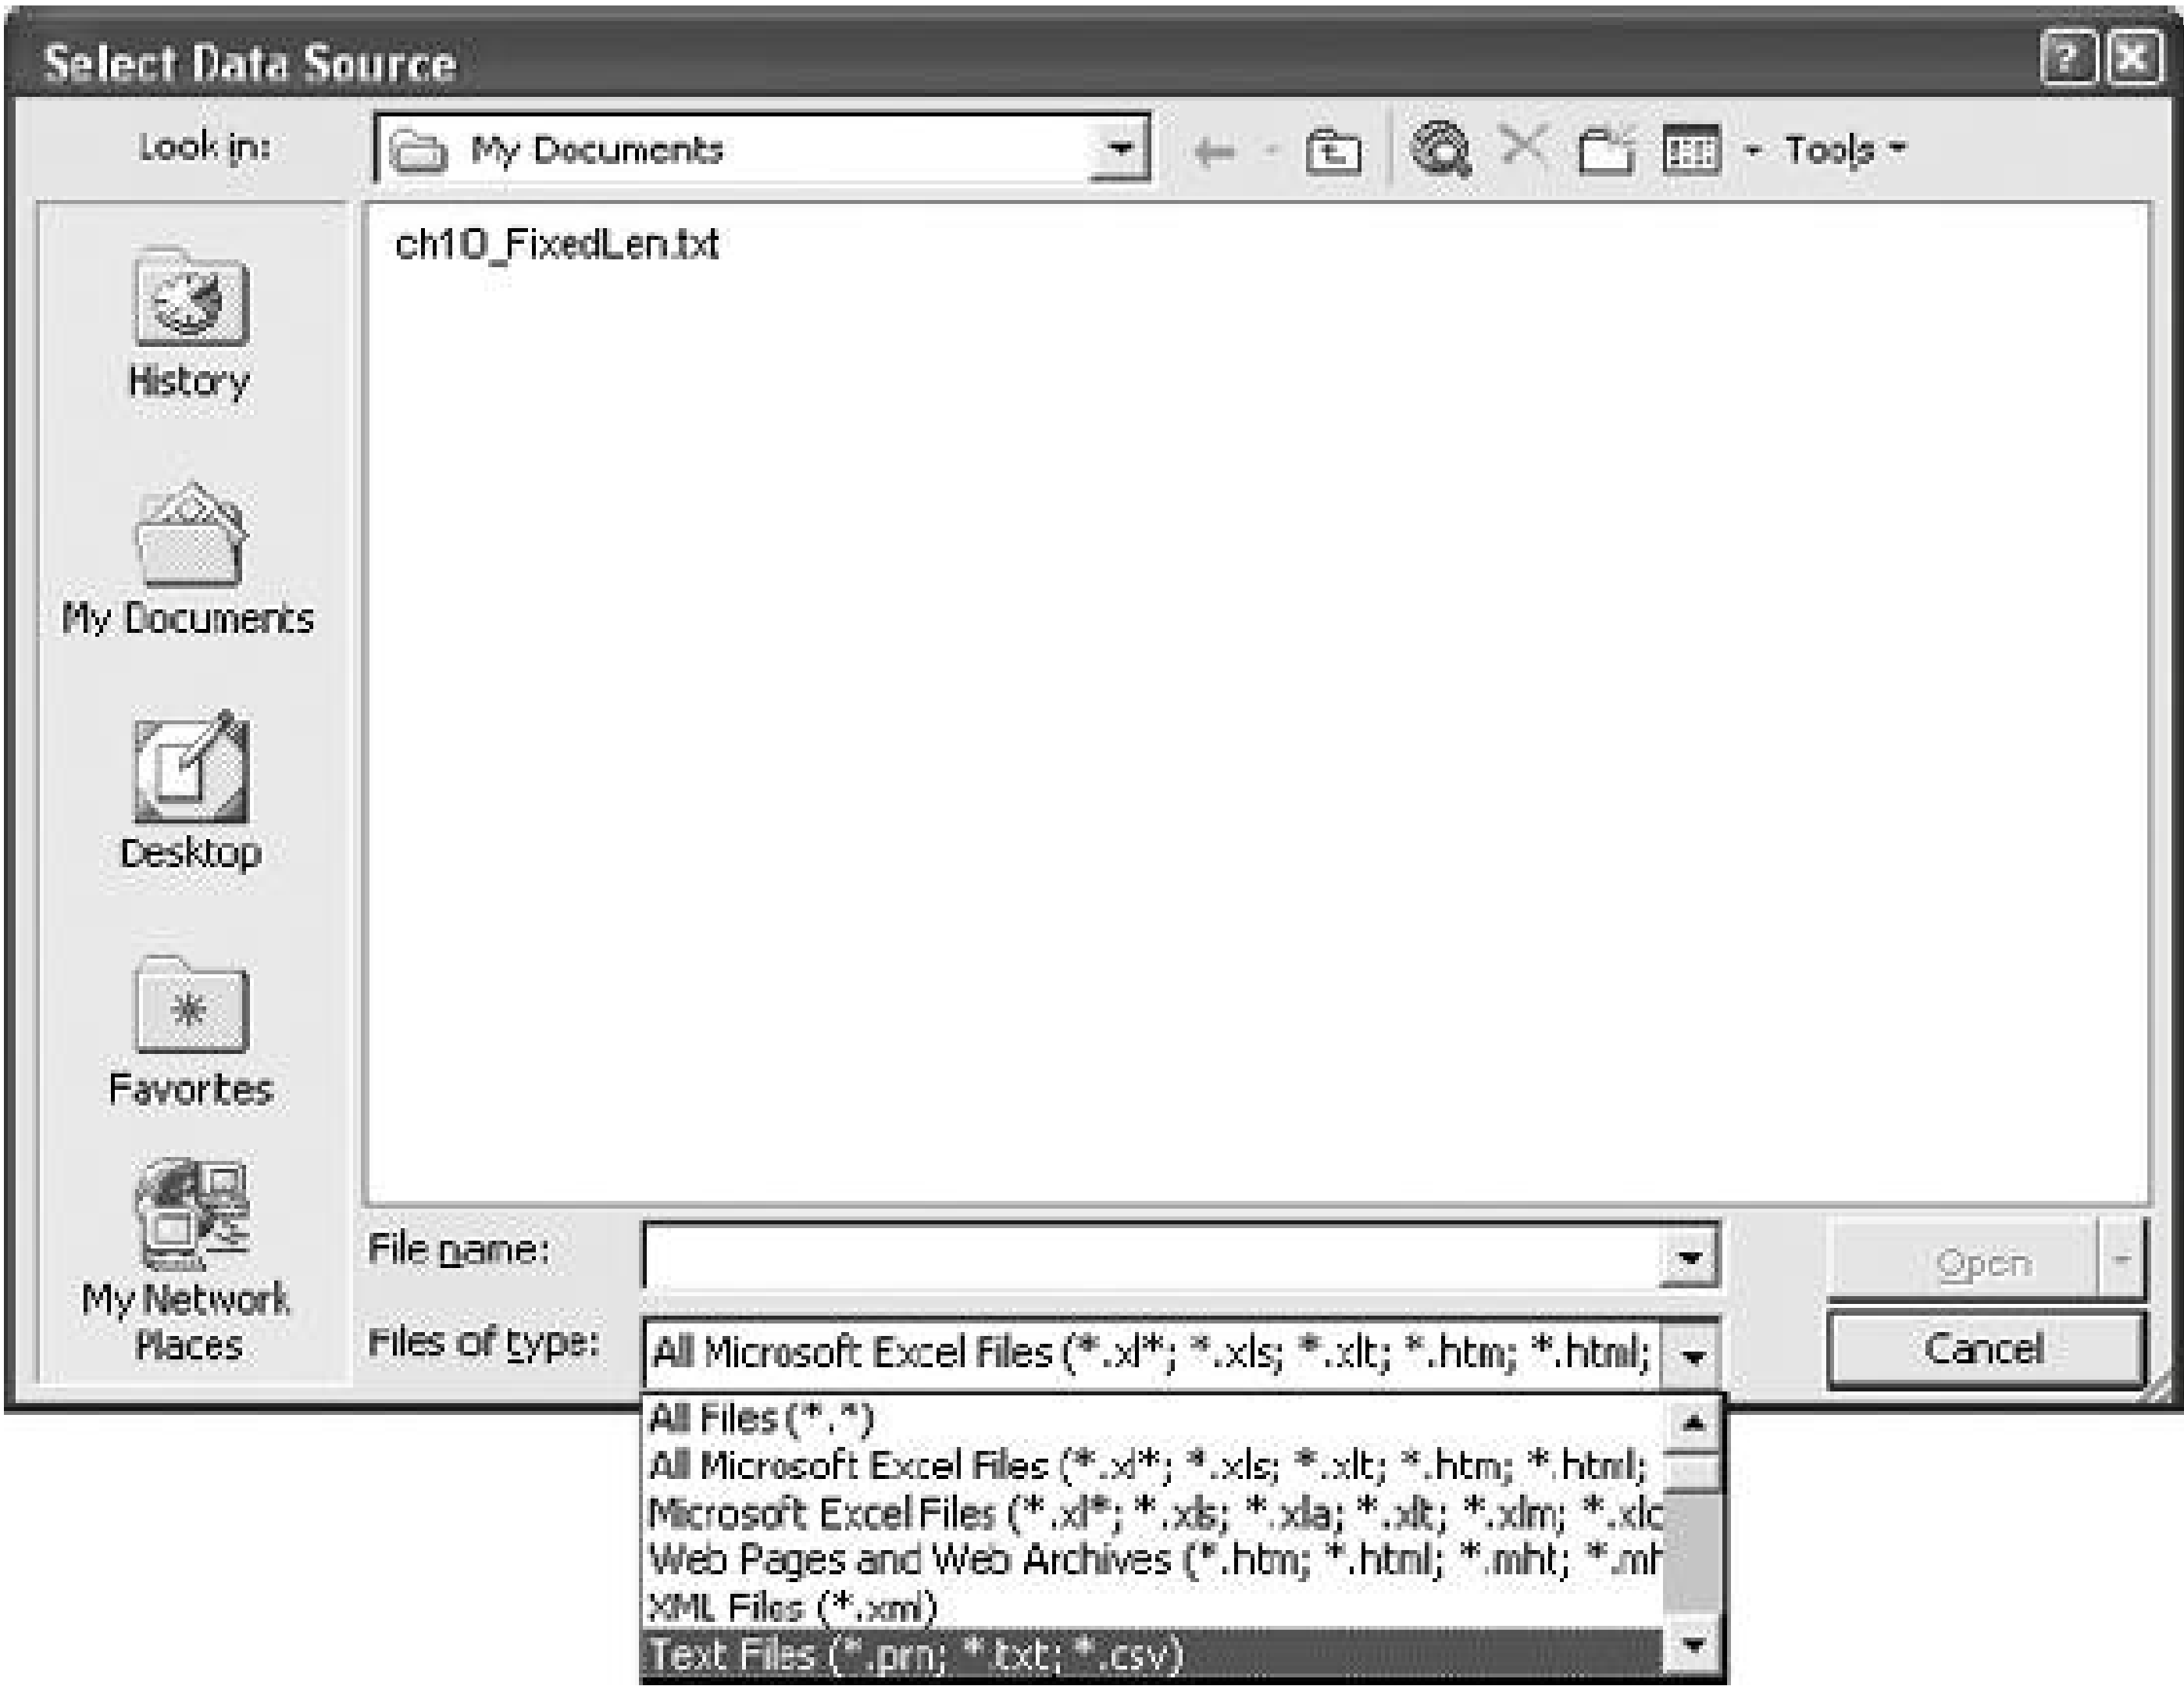 Select Data Source
Look in:
My Documents
Tools
ch10_FixedLen.txt
History
My Documents
Desktop
Favorites
My Network
Places
File name:
Open
Files of type:
All Microsoft Excel Files (*.xl*; *.xls; *.xlt; *.htm; *.html;
Cancel
All Files (*.*)
All Microsoft Excel Files (*.xl*; *.xls; *.xlt; *.htm; *.html;
Microsoft Excel Files (*.xl*; *.xls; *.xla; *.xlt; *.xlm; *.xlc
Web Pages and Web Archives (*.htm; *.html; *.mht; *.mh
XML Files (*.xml)
Text Files (*.prn; *.txt; *.csv)